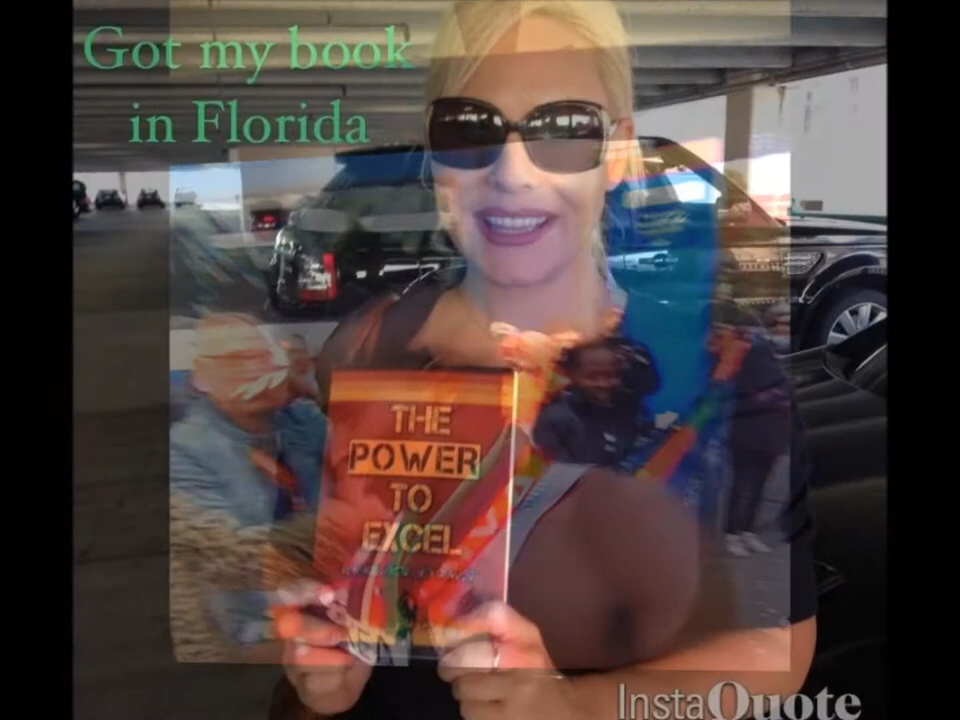 Got my book
in Florida
THE
POWER
TO
EXCEL
InstaQuote